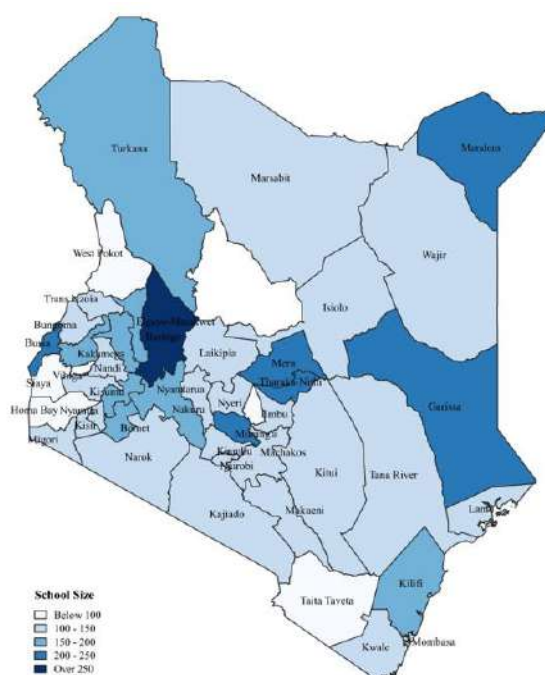 Turkana
Mandera
Marsabit
Wajir
West Pokot
Trans Nzoia
Isiolo
Elgeyo-Marakwet
Baringo
Bungoma
Busia
Kakamega
Nandi
Laikipia
Meru
Tharaka-Nithi
Vihiga
Siaya
Kisumu
Nyandarua
Nyeri
Embu
Garissa
Homa Bay
Nyamira
Nakuru
Kisii
Migori
Bomet
Kiambu
Machakos
Nairobi
Narok
Kitui
Tana River
Kajiado
Makueni
Lamu
Taita Taveta
Kilifi
Kwale
Mombasa
School Size
Below 100
100 - 150
150 - 200
200 - 250
Over 250